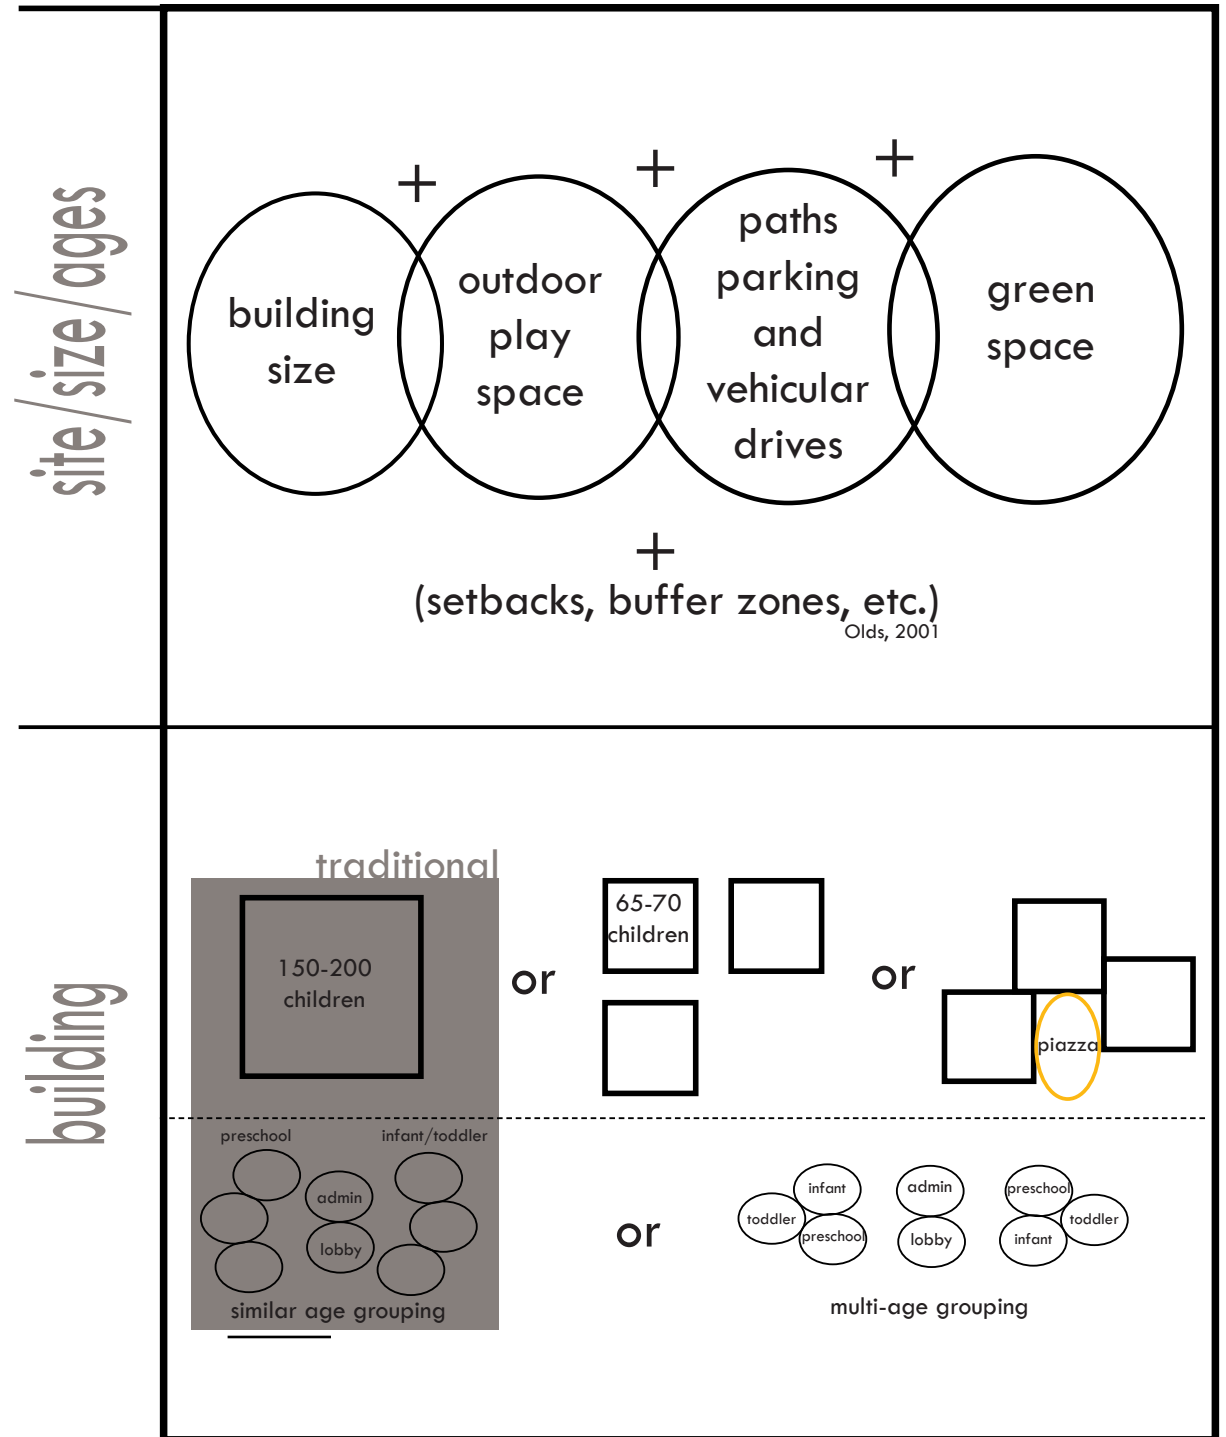 site/size/ages
+
+
+
building
size
outdoor
play
space
paths
parking
and
vehicular
drives
green
space
+
(setbacks, buffer zones, etc.)
Olds, 2001
building
traditional
150-200
children
or
65-70
children
or
piazza
preschool
infant/toddler
admin
lobby
similar age grouping
or
infant
toddler
preschool
admin
lobby
preschool
toddler
infant
multi-age grouping